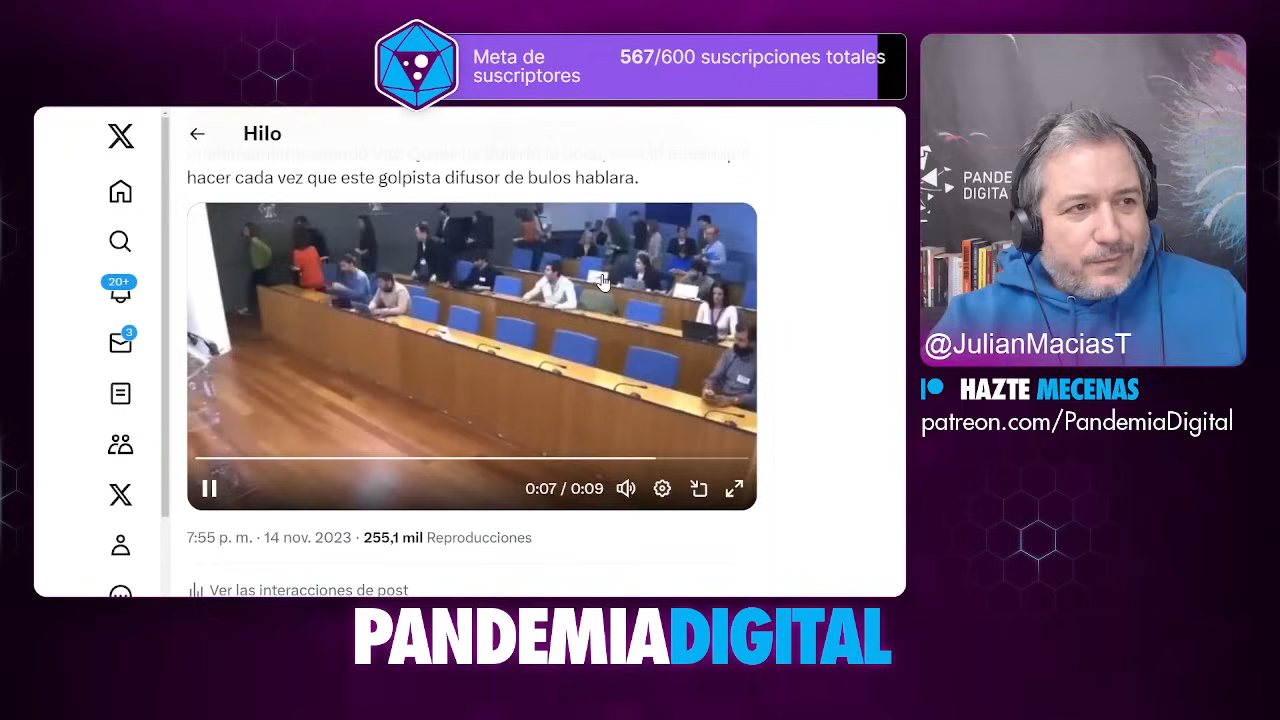 Meta de
suscriptores
567/600 suscripciones totales
Hilo
hacer cada vez que este golpista difusor de bulos hablara.
20+
3
0:07 / 0:09
7:55 p. m. · 14 nov. 2023 · 255,1 mil Reproducciones
Ver las interacciones de post
PANDE
DIGITA
@JulianMaciasT
HAZTE MECENAS
patreon.com/PandemiaDigital
PANDEMIADIGITAL